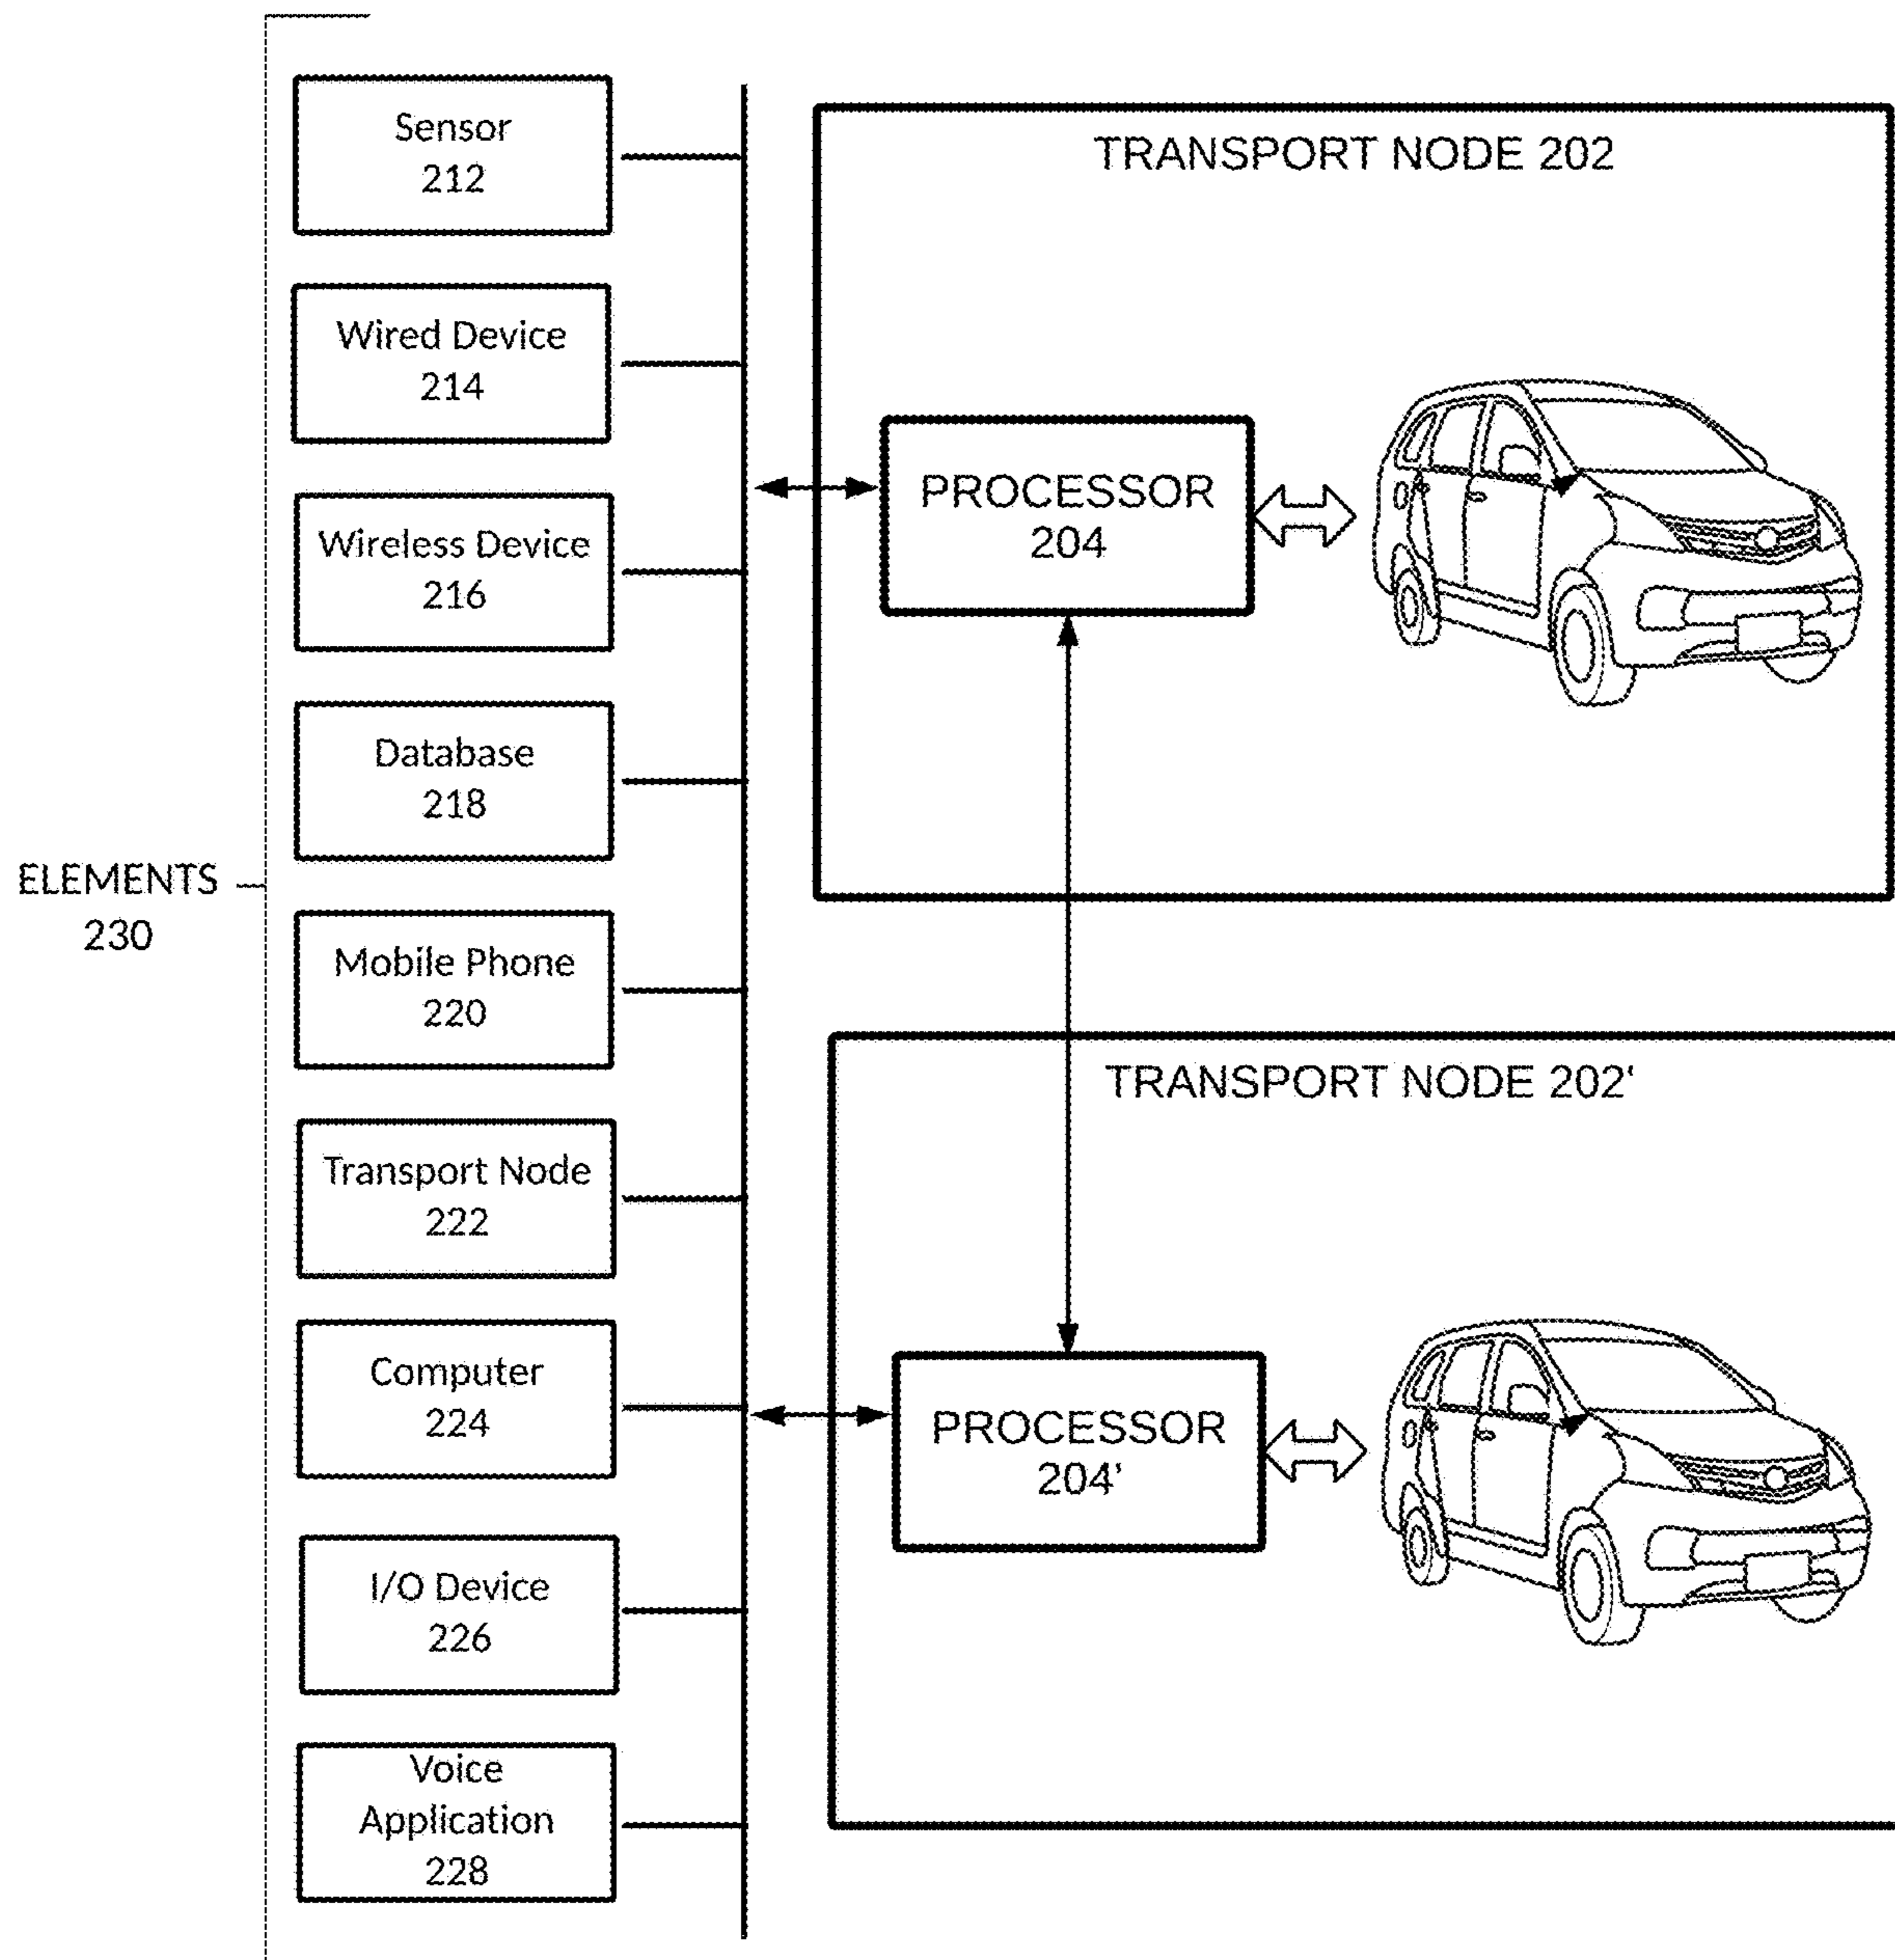 ELEMENTS
230
Sensor
212
Wired Device
214
Wireless Device
216
Database
218
Mobile Phone
220
Transport Node
222
Computer
224
I/O Device
226
Voice
Application
228
TRANSPORT NODE 202
PROCESSOR
204
TRANSPORT NODE 202‘
PROCESSOR
204’